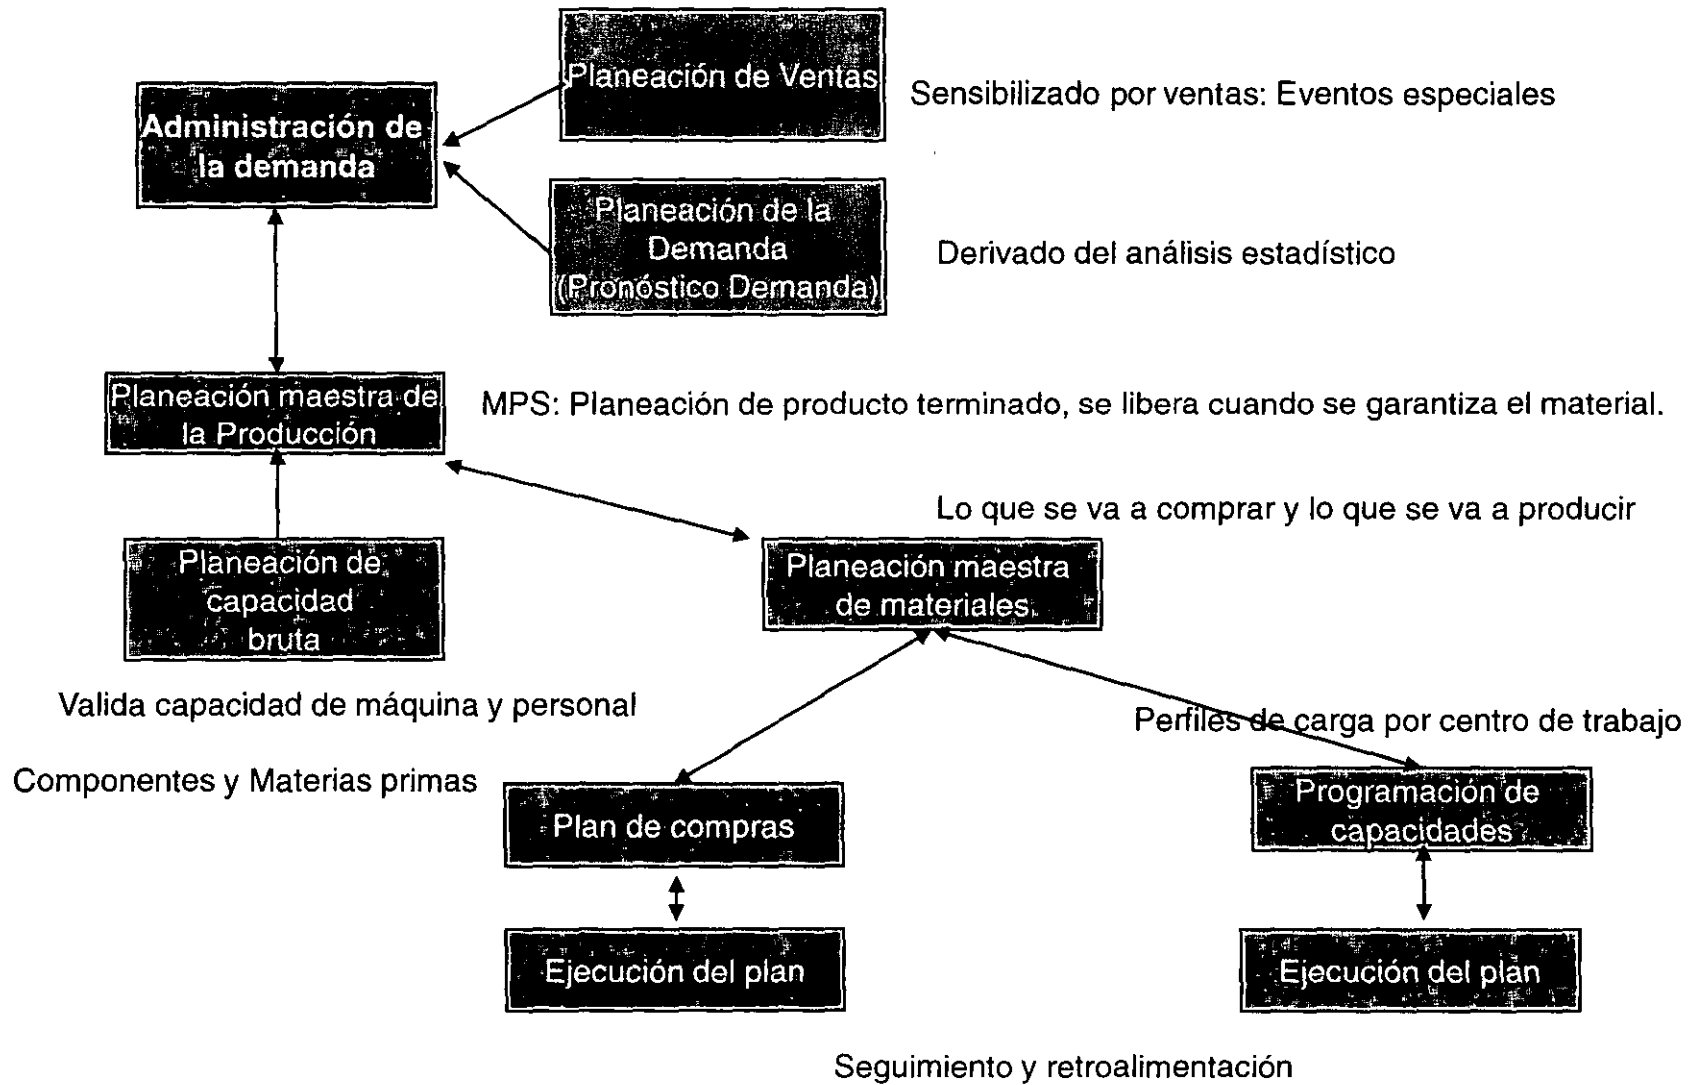 Planeación de Ventas
Sensibilizado por ventas: Eventos especiales
Administración de
la demanda
Planeación de la
Demanda
(Pronóstico Demanda)
Derivado del análisis estadístico
Planeación maestra de
la Producción
MPS: Planeación de producto terminado, se libera cuando se garantiza el material.
Lo que se va a comprar y lo que se va a producir
Planeación de
capacidad
bruta
Planeación maestra
de materiales
Valida capacidad de máquina y personal
Perfiles de carga por centro de trabajo
Componentes y Materias primas
Plan de compras
Programación de
capacidades
Ejecución del plan
Ejecución del plan
Seguimiento y retroalimentación